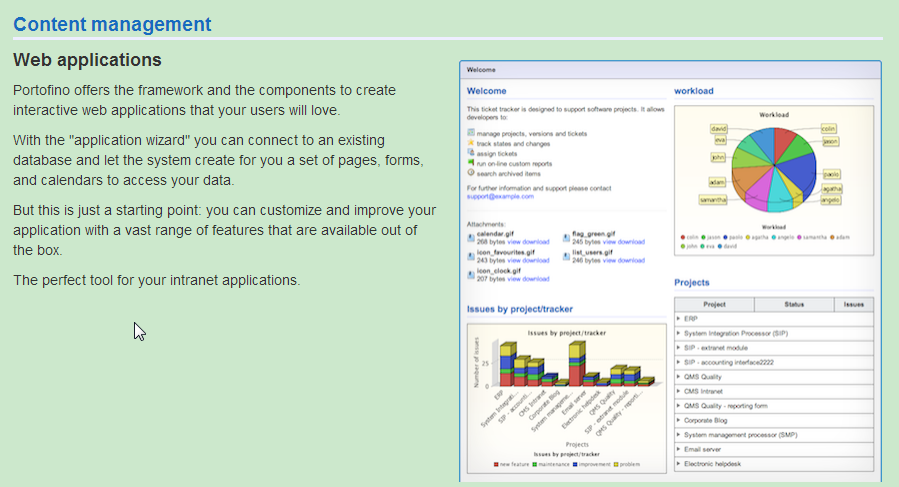 Content management
Web applications
Portofino offers the framework and the components to create
interactive web applications that your users will love.
With the "application wizard" you can connect to an existing
database and let the system create for you a set of pages, forms,
and calendars to access your data.
But this is just a starting point: you can customize and improve your
application with a vast range of features that are available out of
the box.
The perfect tool for your intranet applications.
Welcome
Welcome
This ticket tracker is designed to support software projects. It allows
developers to:
manage projects, versions and tickets
track states and changes
assign tickets
run on-line custom reports
search archived items
For further information and support please contact
support@example.com
Attachments:
calendar.gif
268 bytes view download
flag_green.gif
245 bytes view download
icon_favourites.gif
243 bytes view download
list_users.gif
246 bytes view download
icon_clock.gif
207 bytes view download
Issues by project/tracker
Issues by project/tracker
Number of issues
25
0
ERP
System Integrati...
SIP - accounti...
CMS Intranet
Corporate Blog
System manageme...
Email server
Electronic helpdesk
QMS Quality
SIP - extranet module
QMS Quality - reporti...
Projects
Issues by project/tracker
new feature maintenance improvement problem
workload
Workload
david
eva
john
adam
samantha
colin
jason
paolo
agatha
angelo
Workload
colin jason paolo agatha angelo samantha adam
john eva david
Projects
Project Status Issues
ERP
System Integration Processor (SIP)
SIP - extranet module
SIP - accounting interface2222
QMS Quality
CMS Intranet
QMS Quality - reporting form
Corporate Blog
System management processor (SMP)
Email server
Electronic helpdesk